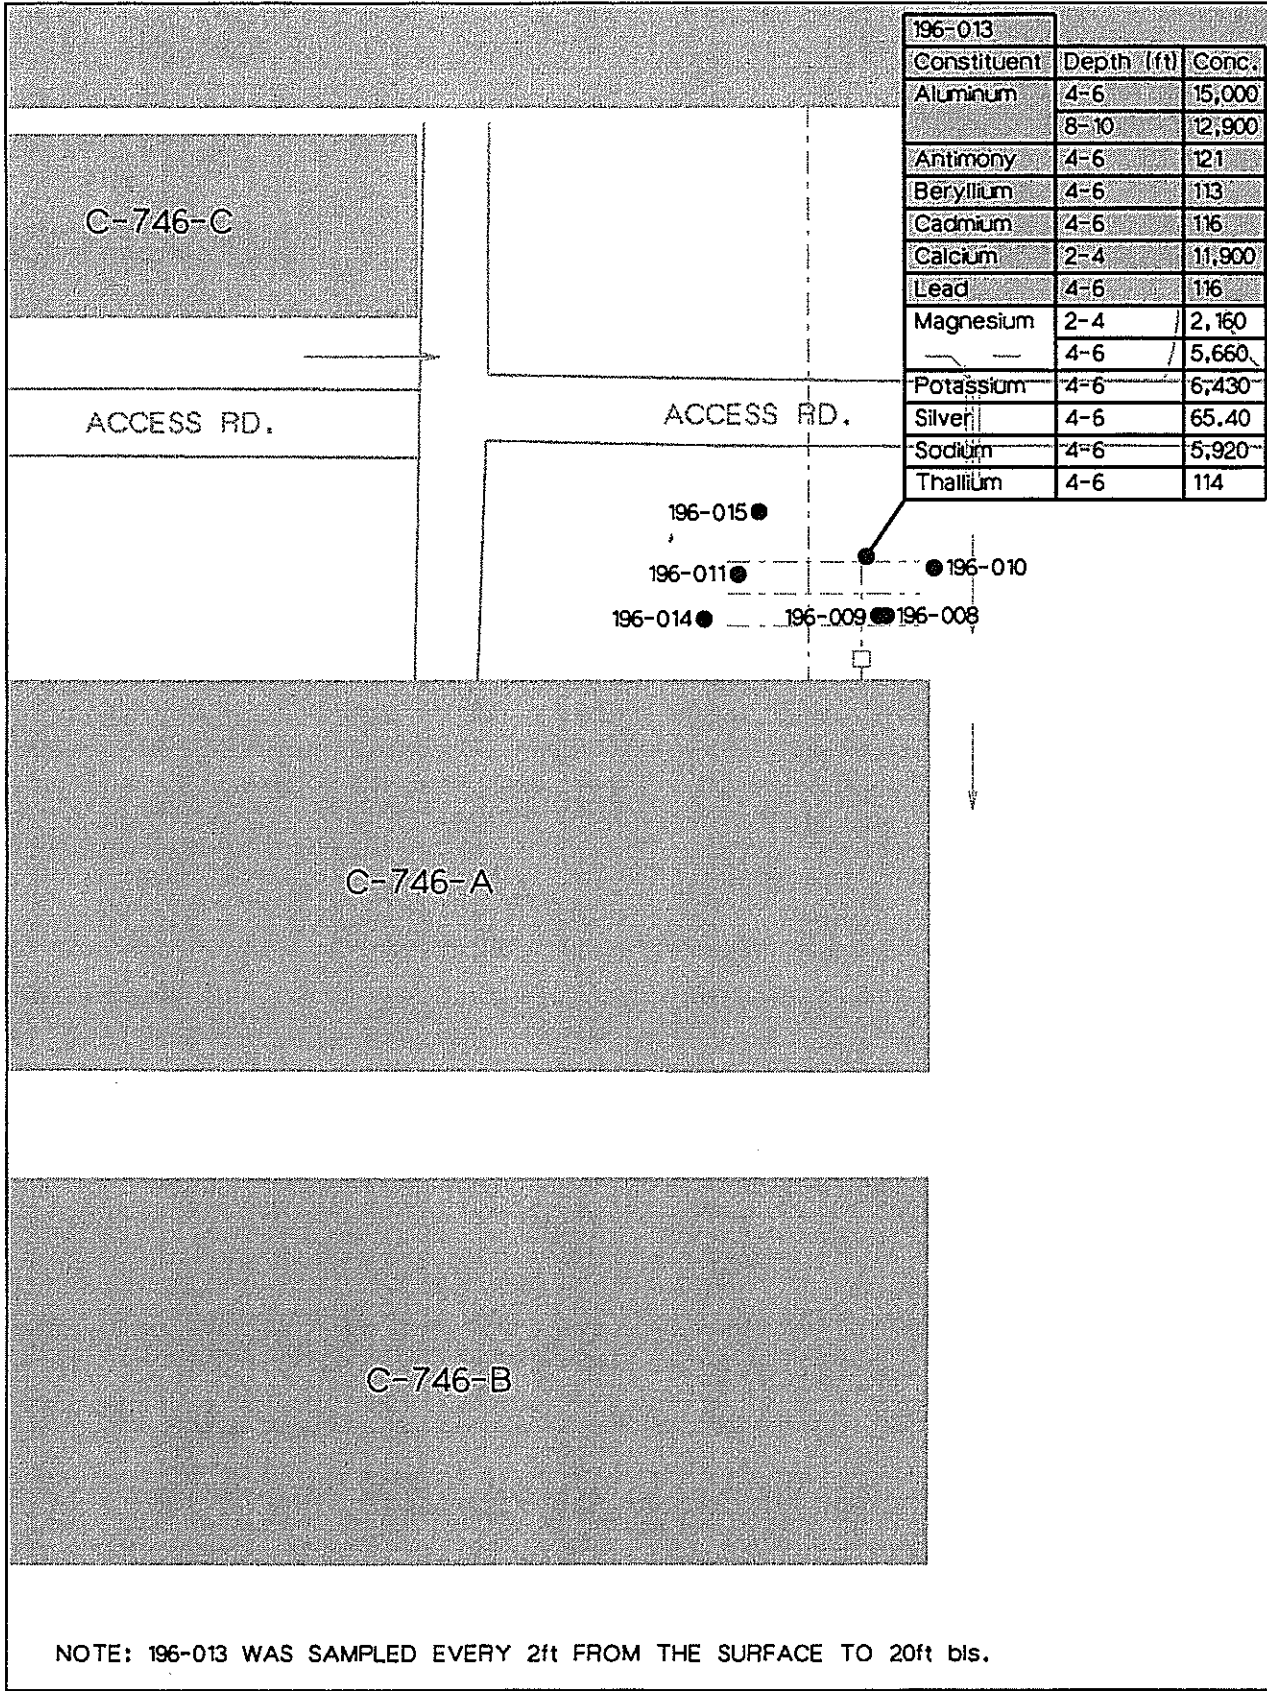 196-013
Constituent Depth (ft) Conc.
Aluminum 4-6 15,000
8-10 12,900
Antimony 4-6 121
Beryllium 4-6 113
Cadmium 4-6 116
Calcium 2-4 11,900
Lead 4-6 116
Magnesium 2-4 2,160
4-6 5,660
Potassium 4-6 6,430
Silver 4-6 65.40
Sodium 4-6 5,920
Thallium 4-6 114
C-746-C
ACCESS RD.
ACCESS RD.
196-015
196-011
196-010
196-014
196-009
196-008
C-746-A
C-746-B
NOTE: 196-013 WAS SAMPLED EVERY 2ft FROM THE SURFACE TO 20ft bls.